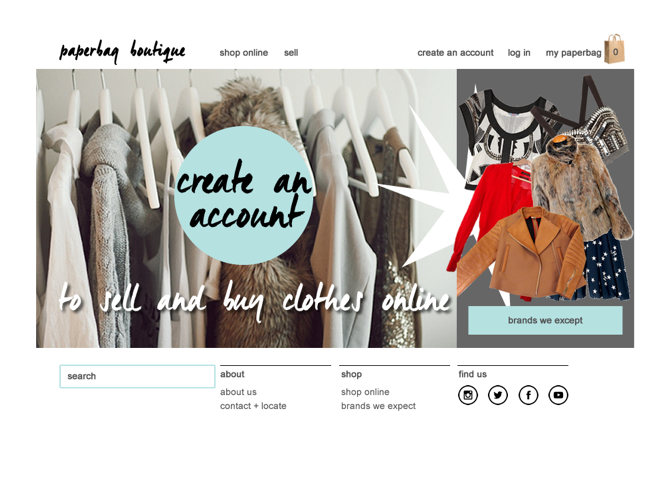 paperbag boutique
shop online sell create an account log in my paperbag 0
create an
account
to sell and buy clothes online
brands we except
search
about
about us
contact + locate
shop
shop online
brands we expect
find us